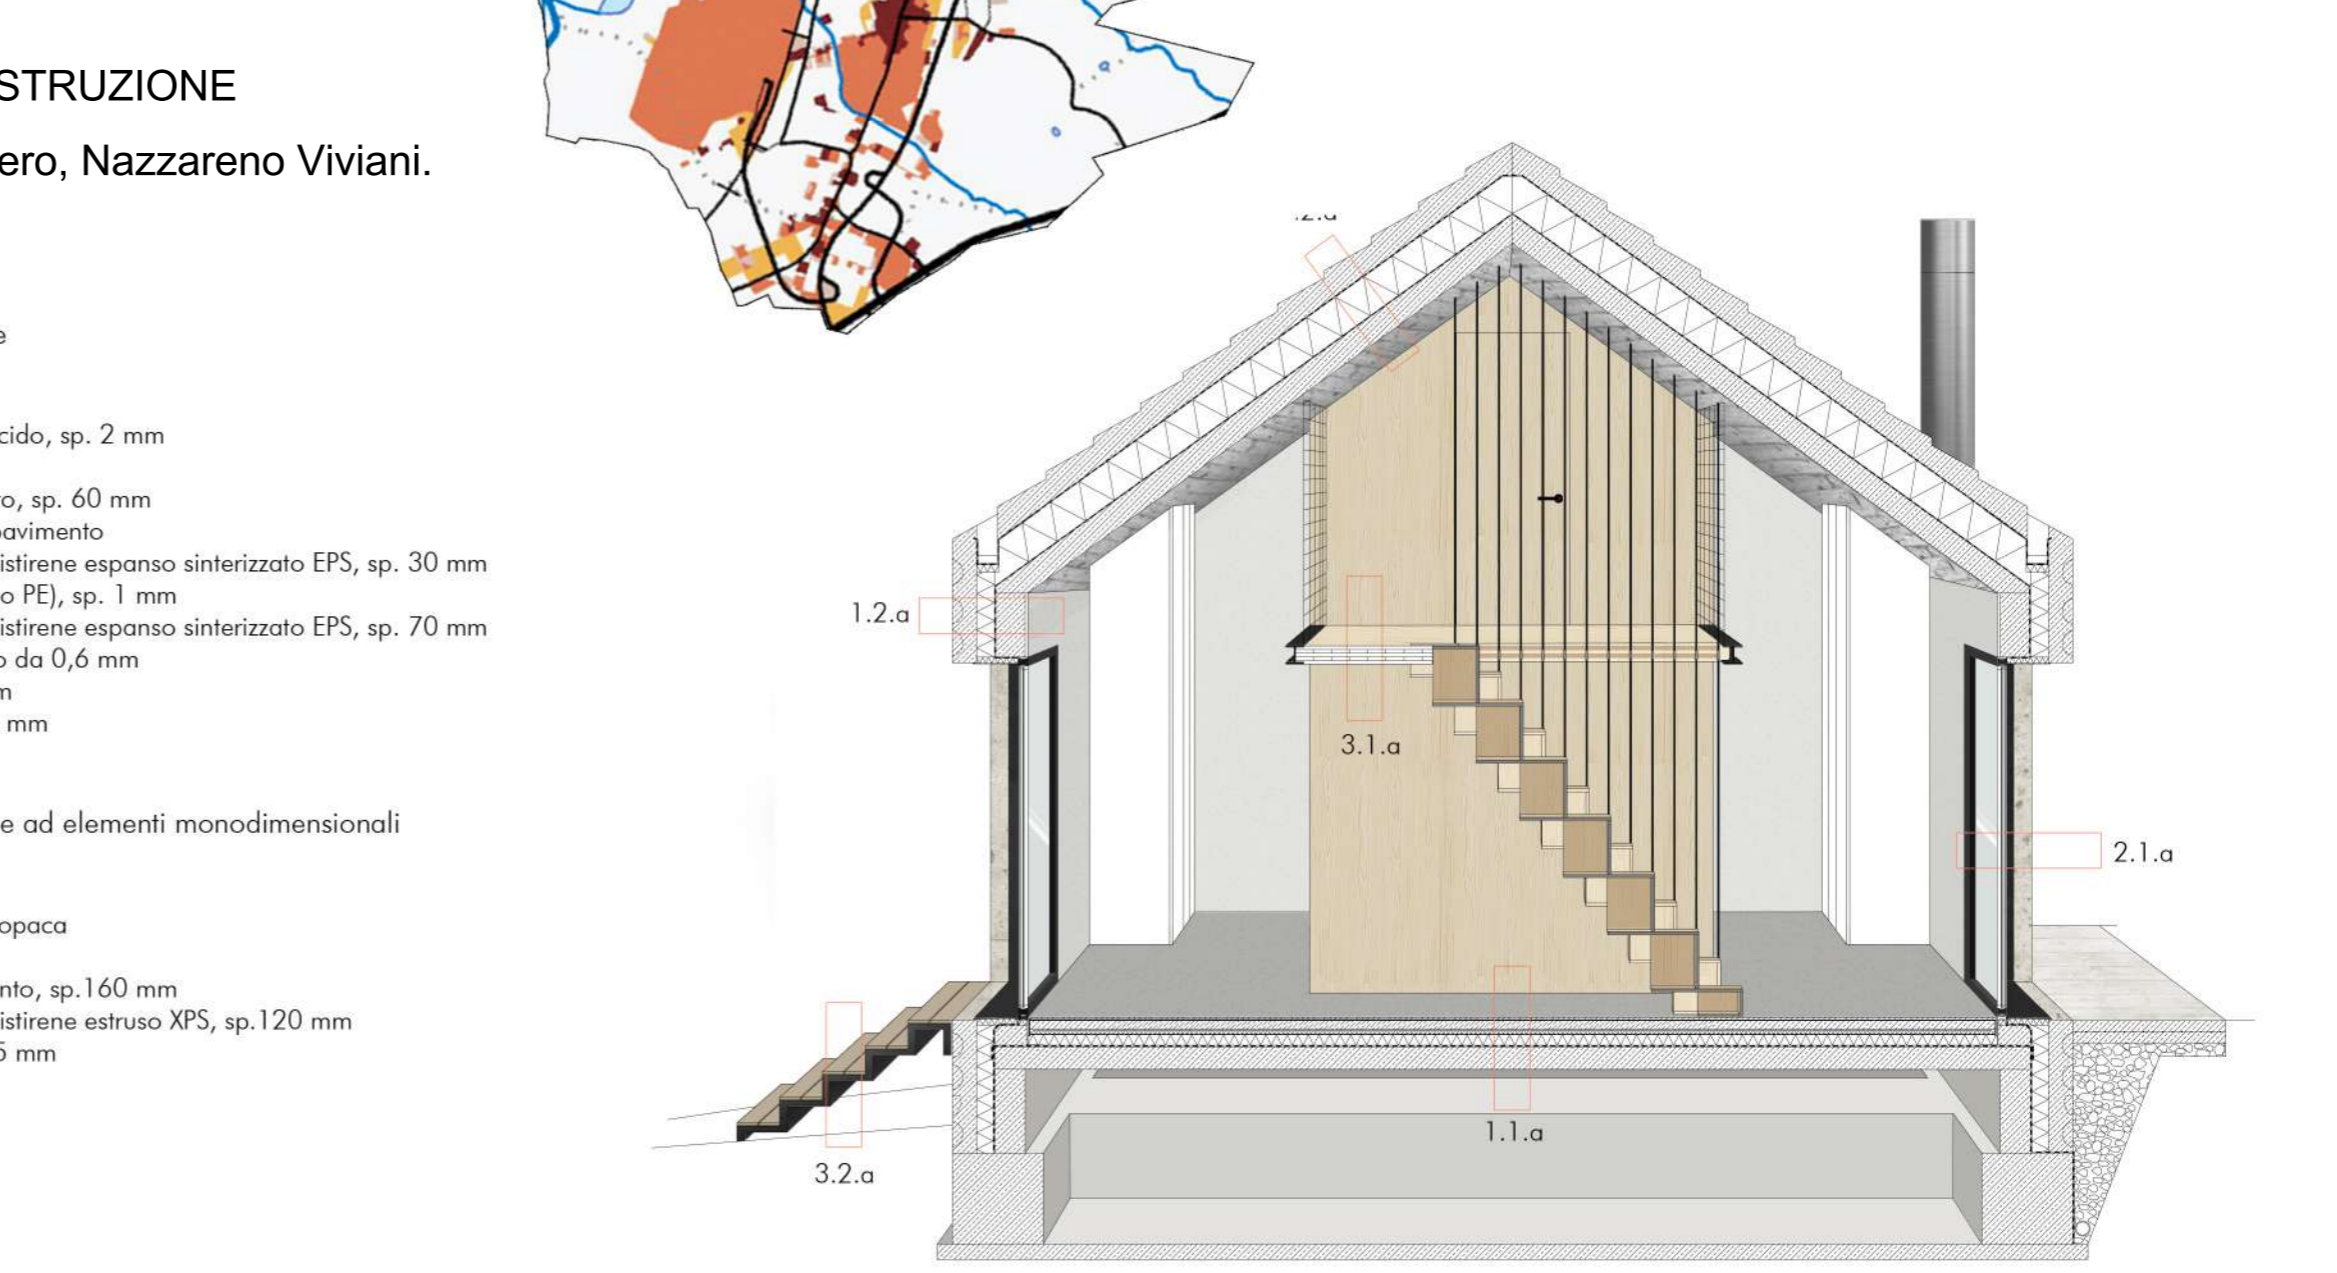 STRUZIONE
ero, Nazzareno Viviani.
e
cido, sp. 2 mm
o, sp. 60 mm
pavimento
istirene espanso sinterizzato EPS, sp. 30 mm
o PE), sp. 1 mm
istirene espanso sinterizzato EPS, sp. 70 mm
o da 0,6 mm
m
mm
e ad elementi monodimensionali
opaca
nto, sp.160 mm
istirene estruso XPS, sp.120 mm
5 mm
.2.a
1.2.a
3.1.a
2.1.a
1.1.a
3.2.a